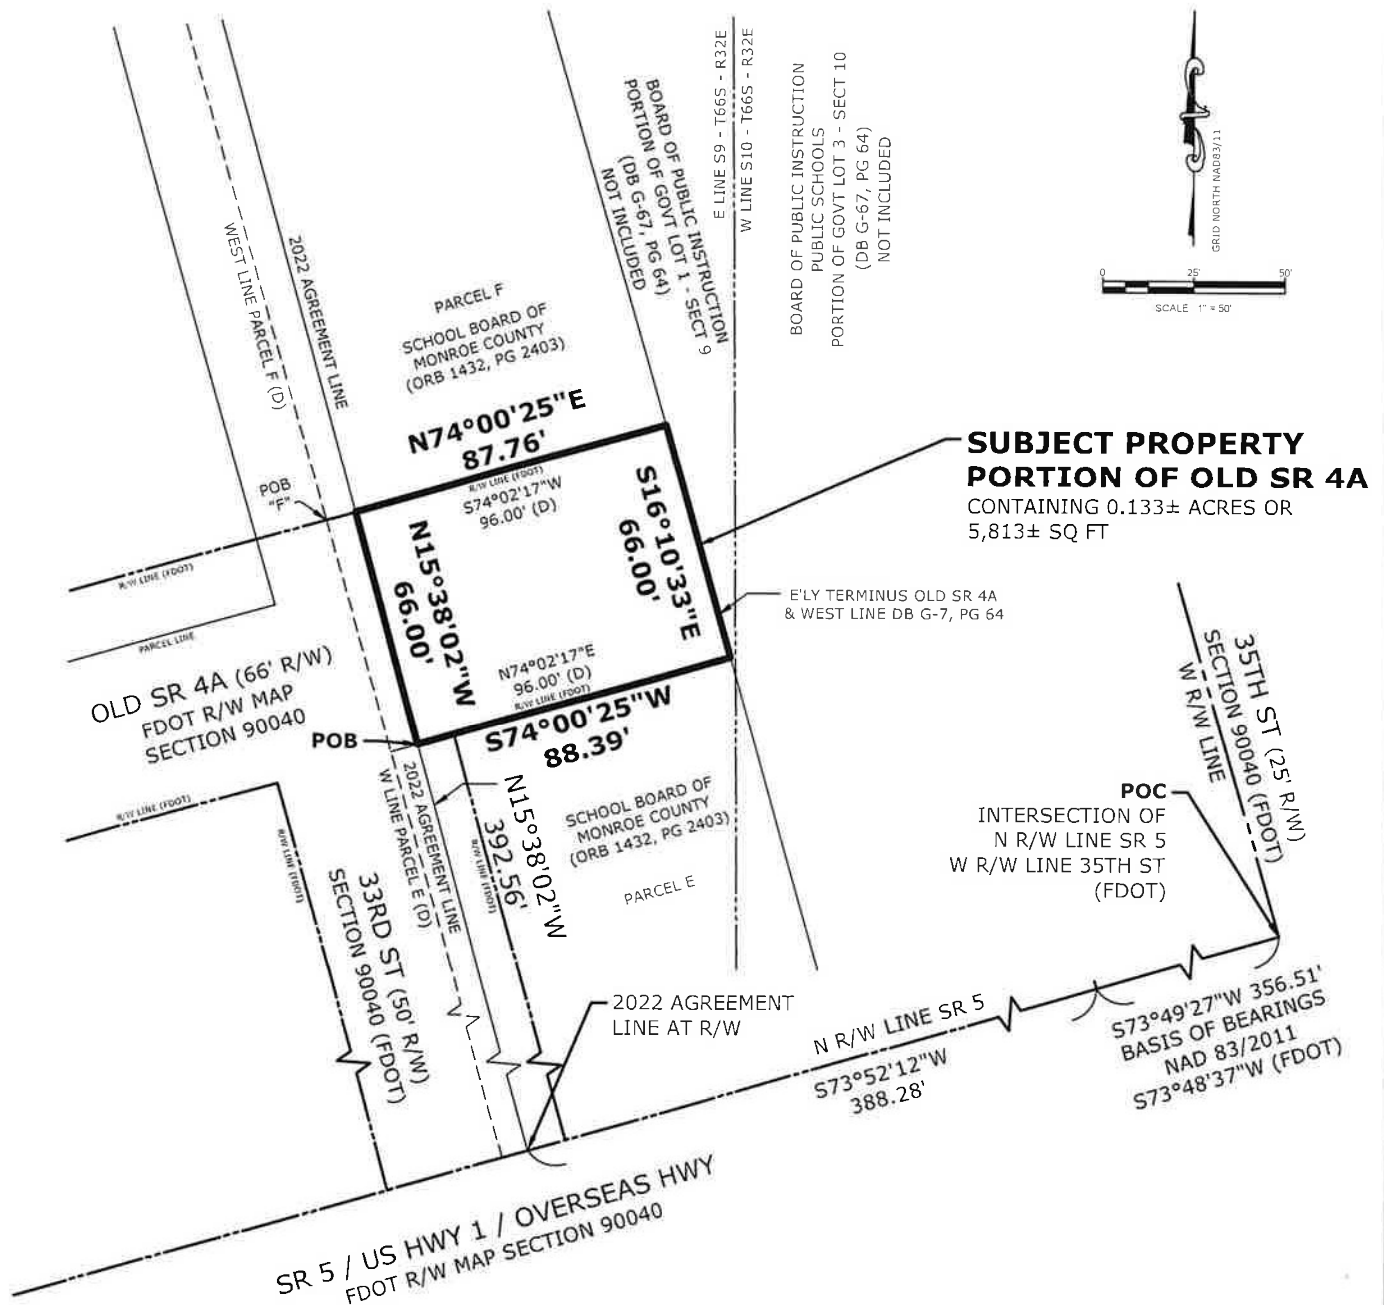 E LINE S9 - T66S - R32E
W LINE S10 - T66S - R32E
BOARD OF PUBLIC INSTRUCTION
PORTION OF GOVT LOT 1 - SECT 9
(DB G-67, PG 64)
NOT INCLUDED
BOARD OF PUBLIC INSTRUCTION
PUBLIC SCHOOLS
PORTION OF GOVT LOT 3 - SECT 10
(DB G-67, PG 64)
NOT INCLUDED
GRID NORTH NAD83/11
0 25' 50'
SCALE 1" = 50'
WEST LINE PARCEL F (D)
2022 AGREEMENT LINE
PARCEL F
SCHOOL BOARD OF
MONROE COUNTY
(ORB 1432, PG 2403)
N74°00'25"E
87.76'
R/W LINE (FDOT)
S74°02'17"W
96.00' (D)
POB
"F"
SUBJECT PROPERTY
PORTION OF OLD SR 4A
CONTAINING 0.133± ACRES OR
5,813± SQ FT
N15°38'02"W
66.00'
S16°10'33"E
66.00'
E'LY TERMINUS OLD SR 4A
& WEST LINE DB G-7, PG 64
R/W LINE (FDOT)
PARCEL LINE
OLD SR 4A (66' R/W)
FDOT R/W MAP
SECTION 90040
N74°02'17"E
96.00' (D)
R/W LINE (FDOT)
S74°00'25"W
88.39'
POB
R/W LINE (FDOT)
R/W LINE (FDOT)
33RD ST (50' R/W)
SECTION 90040 (FDOT)
W LINE PARCEL E (D)
2022 AGREEMENT LINE
R/W LINE (FDOT)
N15°38'02"W
392.56'
SCHOOL BOARD OF
MONROE COUNTY
(ORB 1432, PG 2403)
PARCEL E
35TH ST (25' R/W)
SECTION 90040 (FDOT)
W R/W LINE
POC
INTERSECTION OF
N R/W LINE SR 5
W R/W LINE 35TH ST
(FDOT)
2022 AGREEMENT
LINE AT R/W
N R/W LINE SR 5
S73°52'12"W
388.28'
S73°49'27"W 356.51'
BASIS OF BEARINGS
NAD 83/2011
S73°48'37"W (FDOT)
SR 5 / US HWY 1 / OVERSEAS HWY
FDOT R/W MAP SECTION 90040